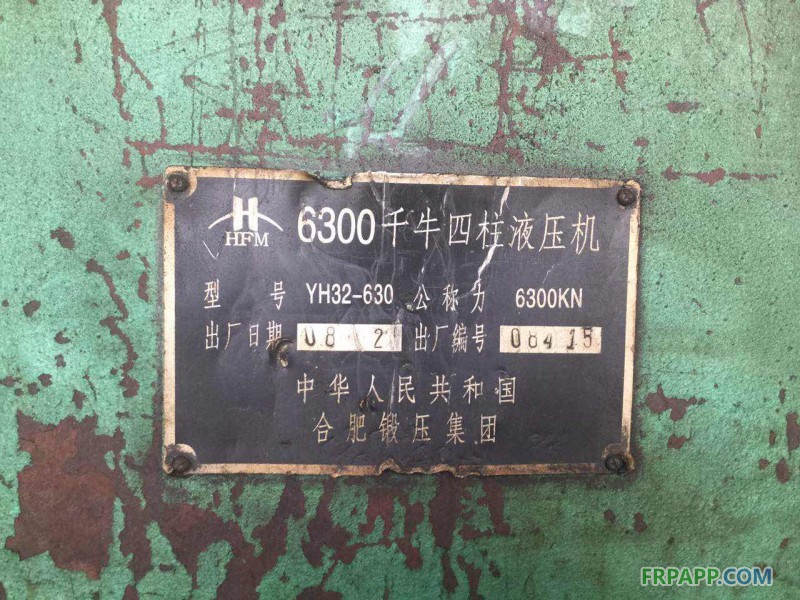 HFM
6300千牛四柱液压机
型 号 YH32-630 公称力 6300KN
出厂日期 08 2 出厂编号 08415
中华人民共和国
合肥锻压集团
FRPAPP.COM